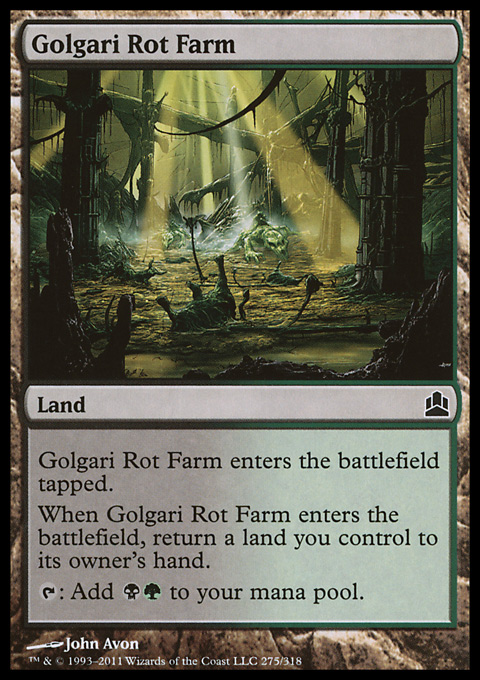 Golgari Rot Farm
Land
Golgari Rot Farm enters the battlefield
tapped.
When Golgari Rot Farm enters the
battlefield, return a land you control to
its owner's hand.
: Add to your mana pool.
John Avon
™ & © 1993–2011 Wizards of the Coast LLC 275/318